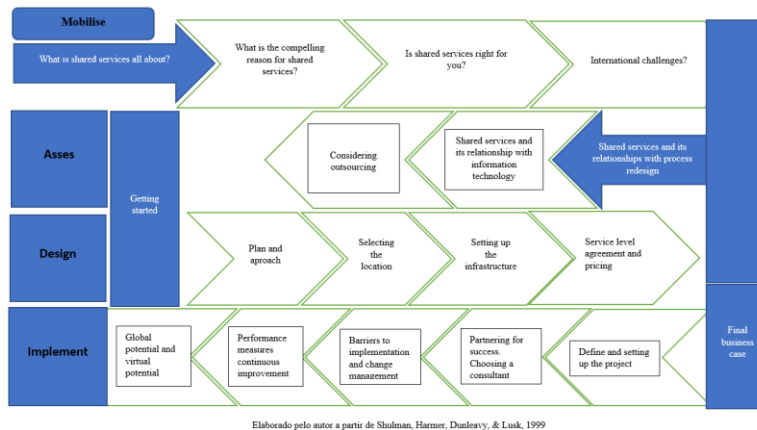 Mobilise
What is shared services all about?
What is the compelling
reason for shared
services?
Is shared services right for
you?
International challenges?
Asses
Getting
started
Considering
outsourcing
Shared services and
its relationship with
information
technology
Shared services and its
relationships with process
redesign
Design
Plan and
aproach
Selecting
the
location
Setting up
the
infrastructure
Service level
agreement and
pricing
Implement
Global
potential and
virtual
potential
Performance
measures
continuous
improvement
Barriers to
implementation
and change
management
Partnering for
success.
Choosing a
consultant
Define and setting
up the project
Final
business
case
Elaborado pelo autor a partir de Shulman, Harmer, Dunleavy, & Lusk, 1999